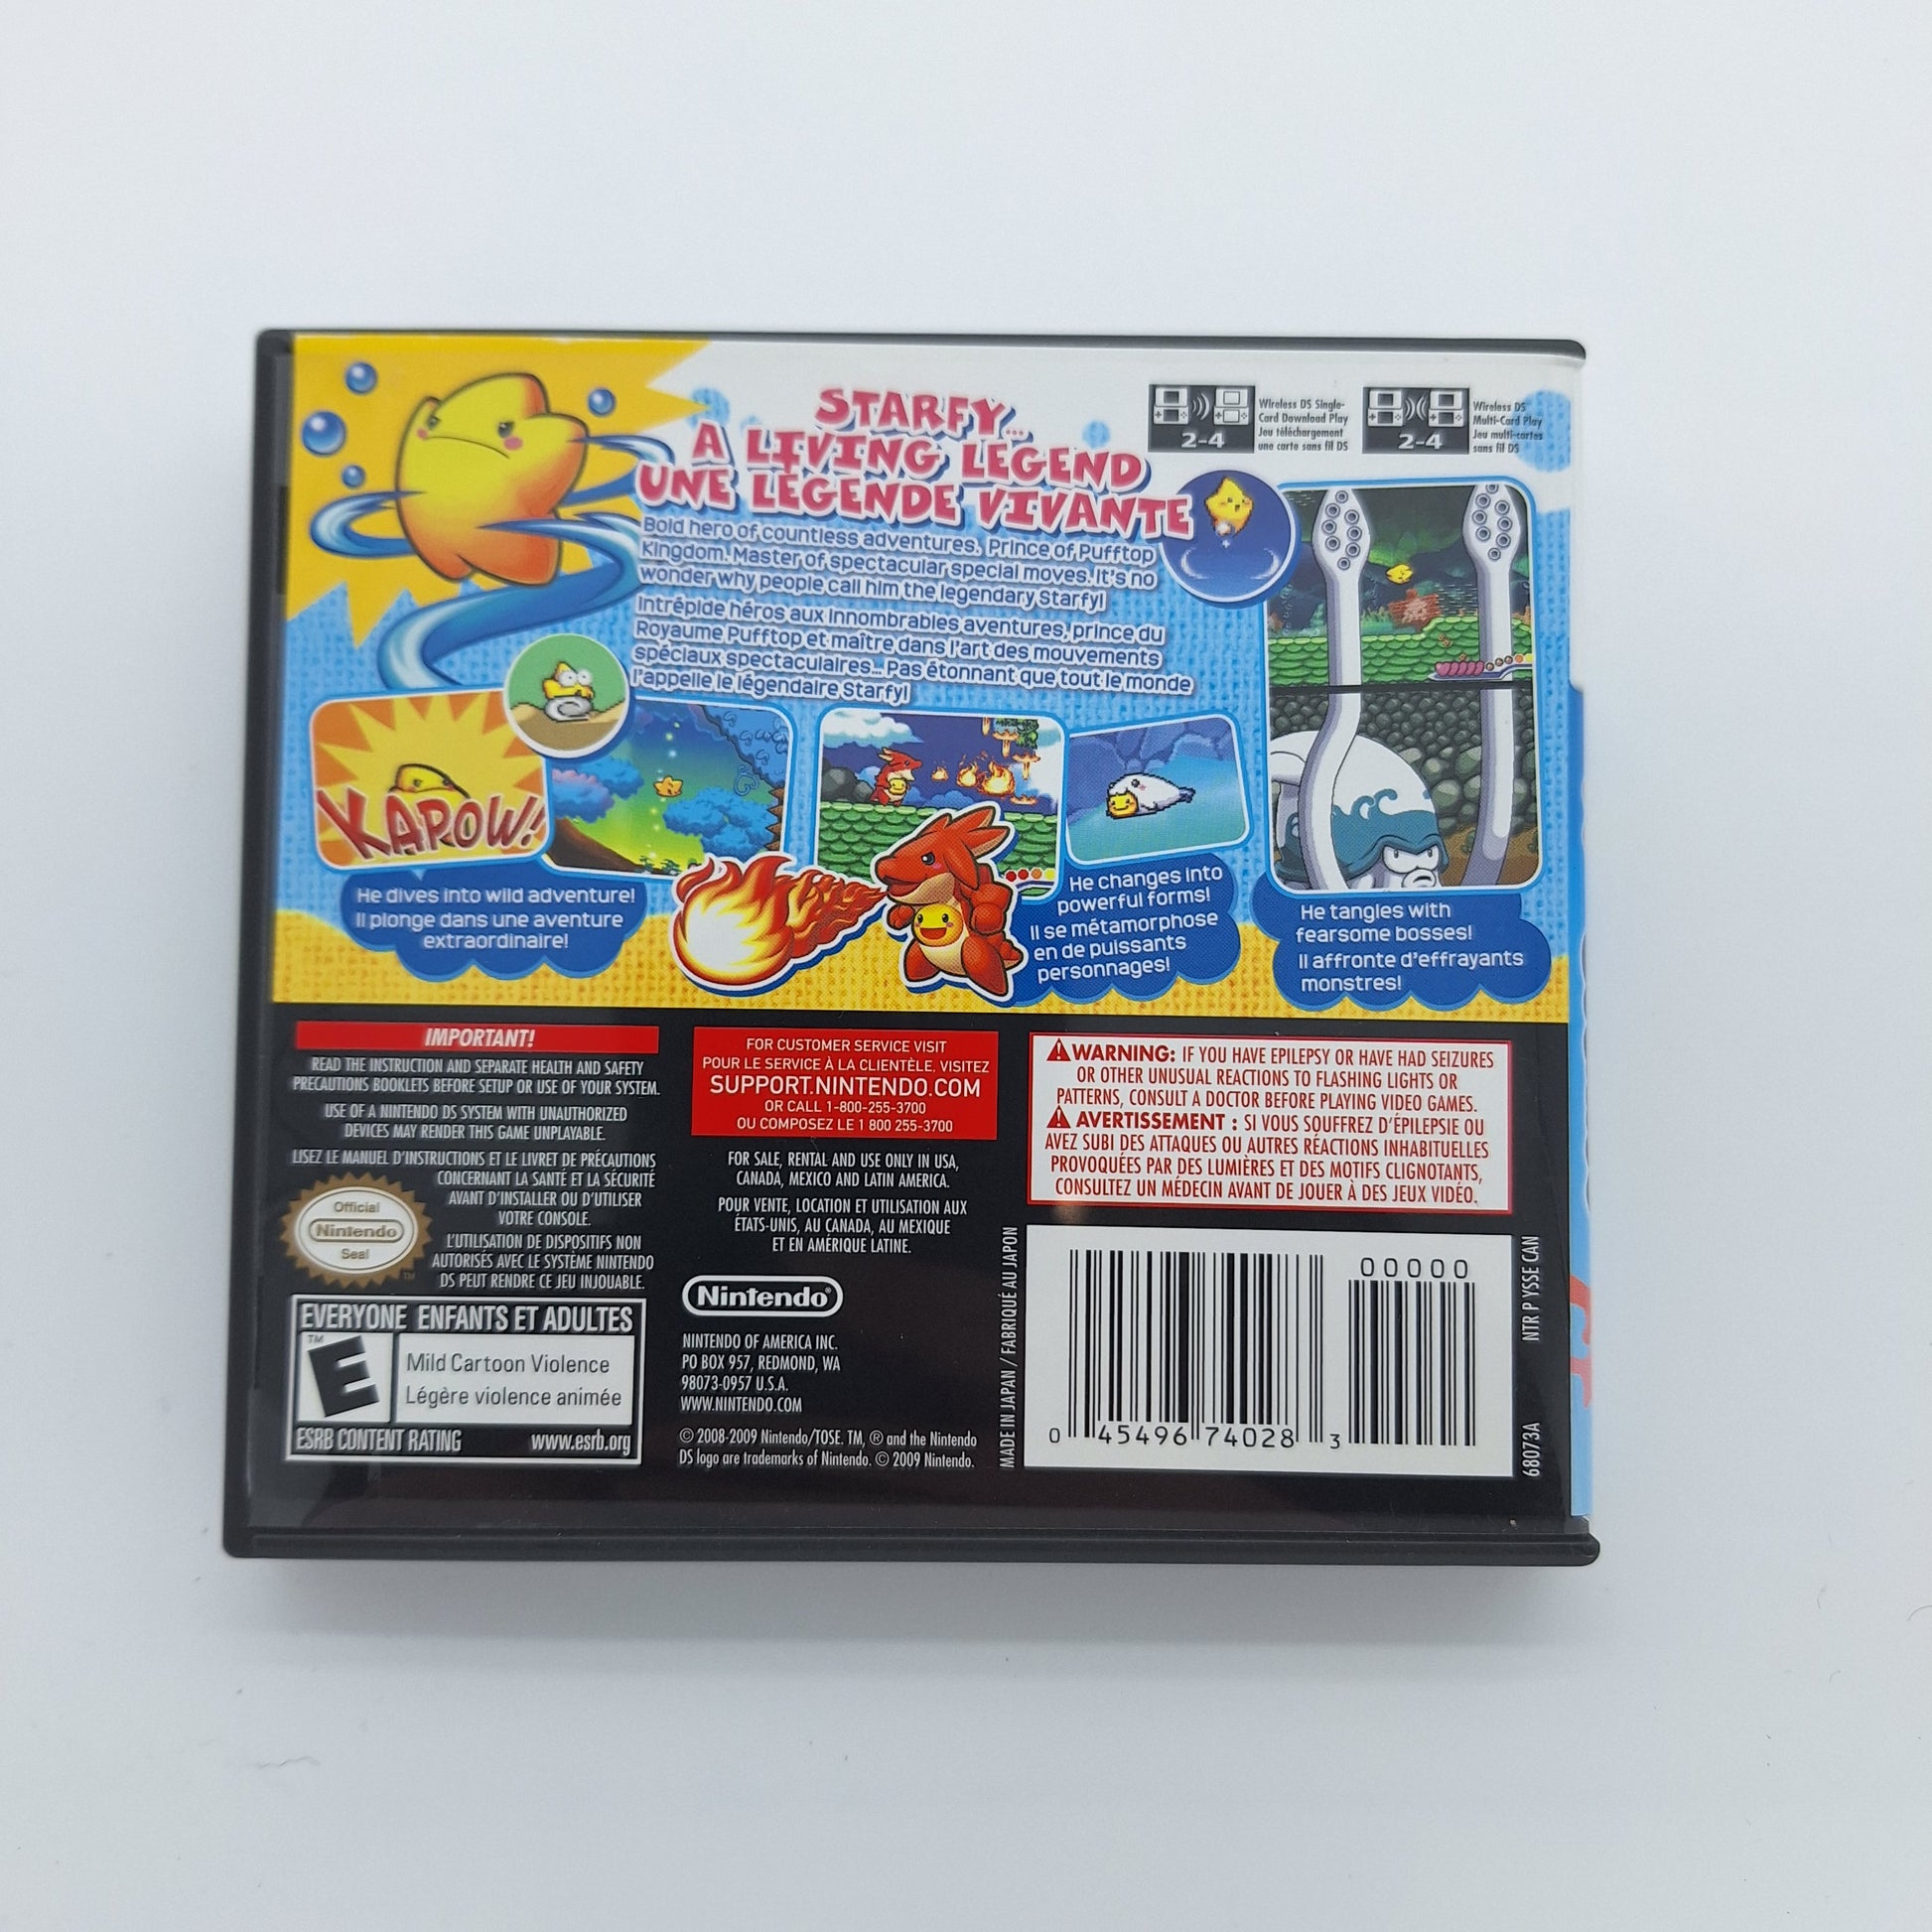 STARFY...
A LIVING LEGEND
UNE LÉGENDE VIVANTE
Wireless DS Single-
Card Download Play
Jeu téléchargement
une carte sans fil DS
2-4
Wireless DS
Multi-Card Play
Jeu multi-cartes
sans fil DS
2-4
Bold hero of countless adventures. Prince of Pufftop
Kingdom. Master of spectacular special moves. It's no
wonder why people call him the legendary Starfy!
Intrépide héros aux innombrables aventures, prince du
Royaume Pufftop et maître dans l'art des mouvements
spéciaux spectaculaires... Pas étonnant que tout le monde
l'appelle le légendaire Starfy!
KAPOW!
He dives into wild adventure!
Il plonge dans une aventure
extraordinaire!
He changes into
powerful forms!
Il se métamorphose
en de puissants
personnages!
He tangles with
fearsome bosses!
Il affronte d'effrayants
monstres!
IMPORTANT!
READ THE INSTRUCTION AND SEPARATE HEALTH AND SAFETY
PRECAUTIONS BOOKLETS BEFORE SETUP OR USE OF YOUR SYSTEM.
USE OF A NINTENDO DS SYSTEM WITH UNAUTHORIZED
DEVICES MAY RENDER THIS GAME UNPLAYABLE.
LISEZ LE MANUEL D'INSTRUCTIONS ET LE LIVRET DE PRÉCAUTIONS
CONCERNANT LA SANTÉ ET LA SÉCURITÉ
AVANT D'INSTALLER OU D'UTILISER
VOTRE CONSOLE.
L'UTILISATION DE DISPOSITIFS NON
AUTORISÉS AVEC LE SYSTÈME NINTENDO
DS PEUT RENDRE CE JEU INJOUABLE.
Official
Nintendo
Seal
TM
EVERYONE ENFANTS ET ADULTES
TM
E
Mild Cartoon Violence
Légère violence animée
ESRB CONTENT RATING www.esrb.org
FOR CUSTOMER SERVICE VISIT
POUR LE SERVICE À LA CLIENTÈLE, VISITEZ
SUPPORT.NINTENDO.COM
OR CALL 1-800-255-3700
OU COMPOSEZ LE 1 800 255-3700
FOR SALE, RENTAL AND USE ONLY IN USA,
CANADA, MEXICO AND LATIN AMERICA.
POUR VENTE, LOCATION ET UTILISATION AUX
ÉTATS-UNIS, AU CANADA, AU MEXIQUE
ET EN AMÉRIQUE LATINE.
Nintendo®
NINTENDO OF AMERICA INC.
PO BOX 957, REDMOND, WA
98073-0957 U.S.A.
WWW.NINTENDO.COM
© 2008-2009 Nintendo/TOSE. TM, ® and the Nintendo
DS logo are trademarks of Nintendo. © 2009 Nintendo.
WARNING: IF YOU HAVE EPILEPSY OR HAVE HAD SEIZURES
OR OTHER UNUSUAL REACTIONS TO FLASHING LIGHTS OR
PATTERNS, CONSULT A DOCTOR BEFORE PLAYING VIDEO GAMES.
AVERTISSEMENT : SI VOUS SOUFFREZ D'ÉPILEPSIE OU
AVEZ SUBI DES ATTAQUES OU AUTRES RÉACTIONS INHABITUELLES
PROVOQUÉES PAR DES LUMIÈRES ET DES MOTIFS CLIGNOTANTS,
CONSULTEZ UN MÉDECIN AVANT DE JOUER À DES JEUX VIDÉO.
MADE IN JAPAN / FABRIQUÉ AU JAPON
00000
0 45496 74028 3
NTR P YSSE CAN
68073A